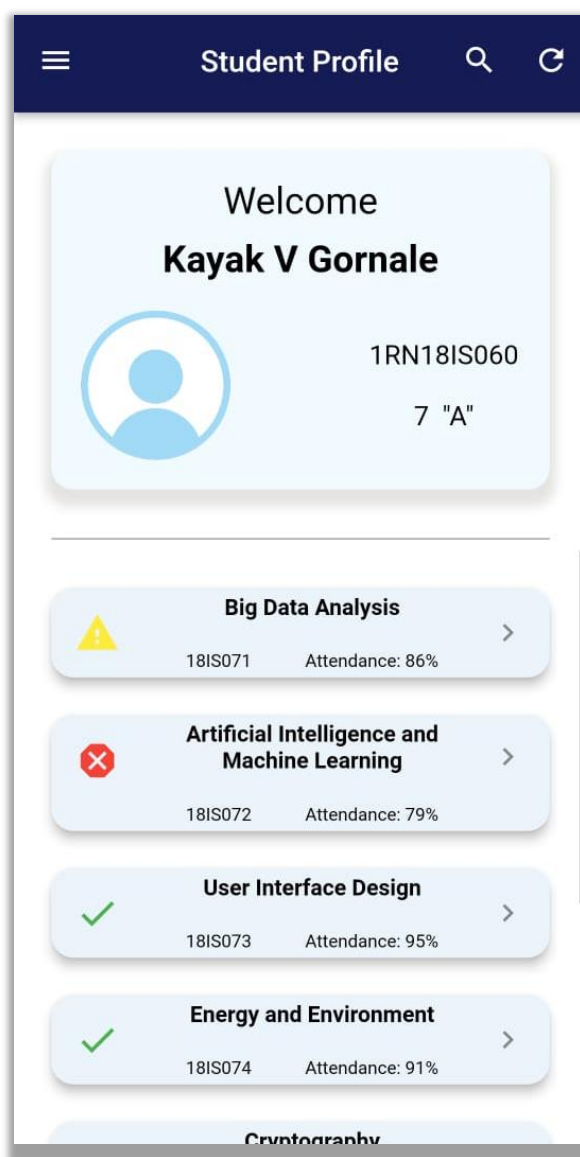 Student Profile
Welcome
Kayak V Gornale
1RN18IS060
7 "A"
Big Data Analysis
18IS071 Attendance: 86%
Artificial Intelligence and
Machine Learning
18IS072 Attendance: 79%
User Interface Design
18IS073 Attendance: 95%
Energy and Environment
18IS074 Attendance: 91%
Cryptography